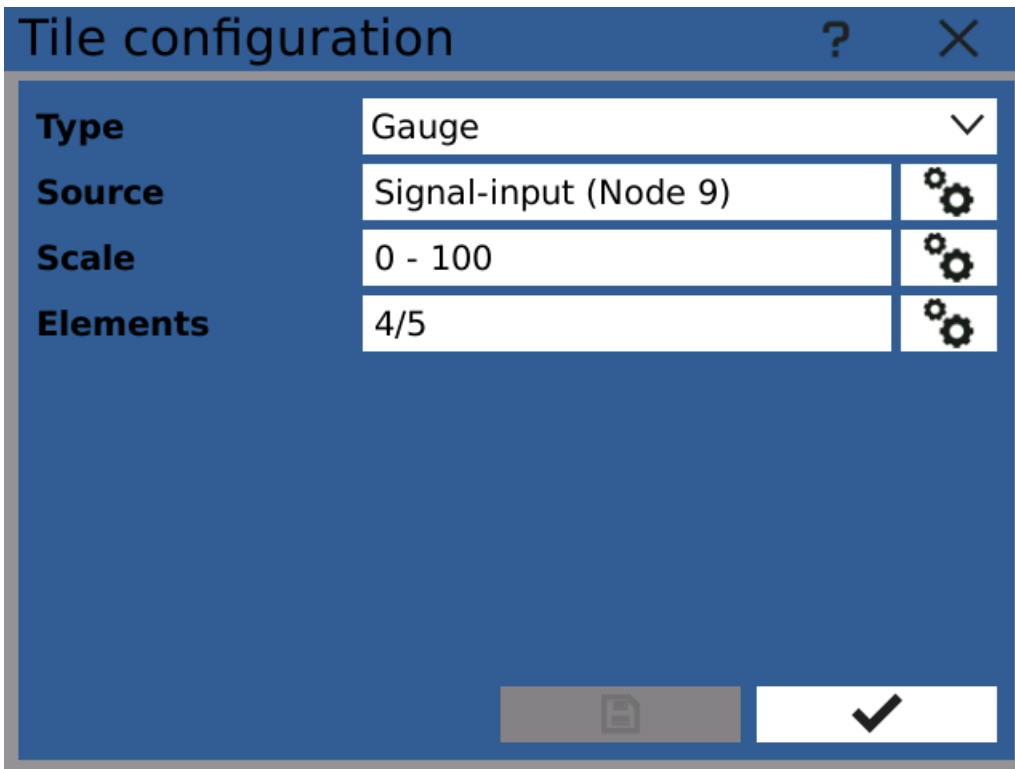 Tile configuration ?
Type Gauge
Source Signal-input (Node 9)
Scale 0 - 100
Elements 4/5